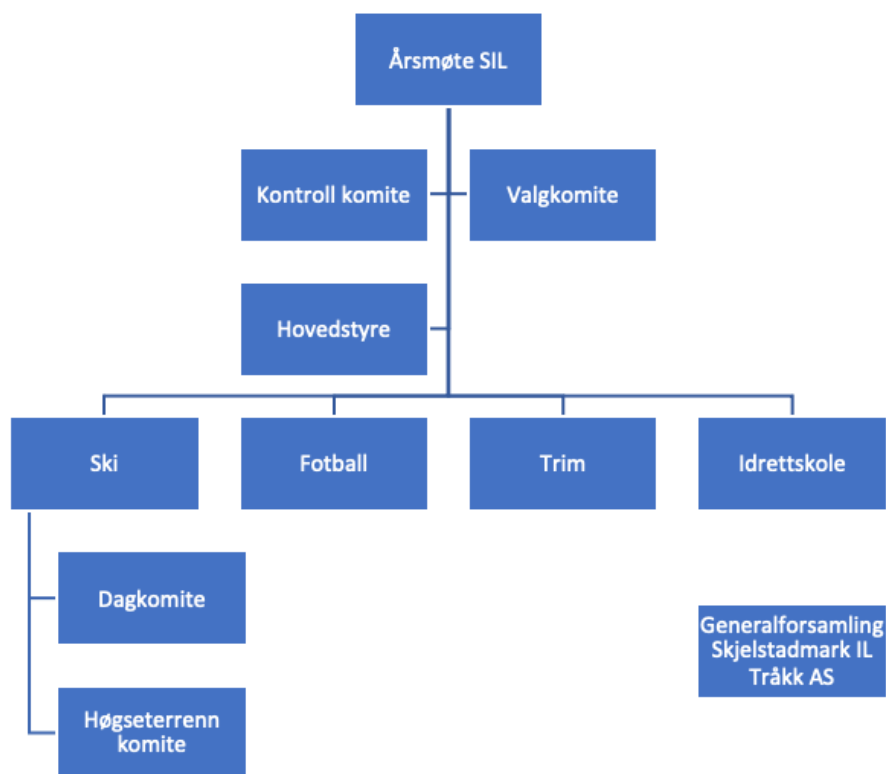 Årsmøte SIL
Kontroll komite
Valgkomite
Hovedstyre
Ski
Fotball
Trim
Idrettskole
Dagkomite
Generalforsamling
Skjelstadmark IL
Tråkk AS
Høgseterrenn
komite